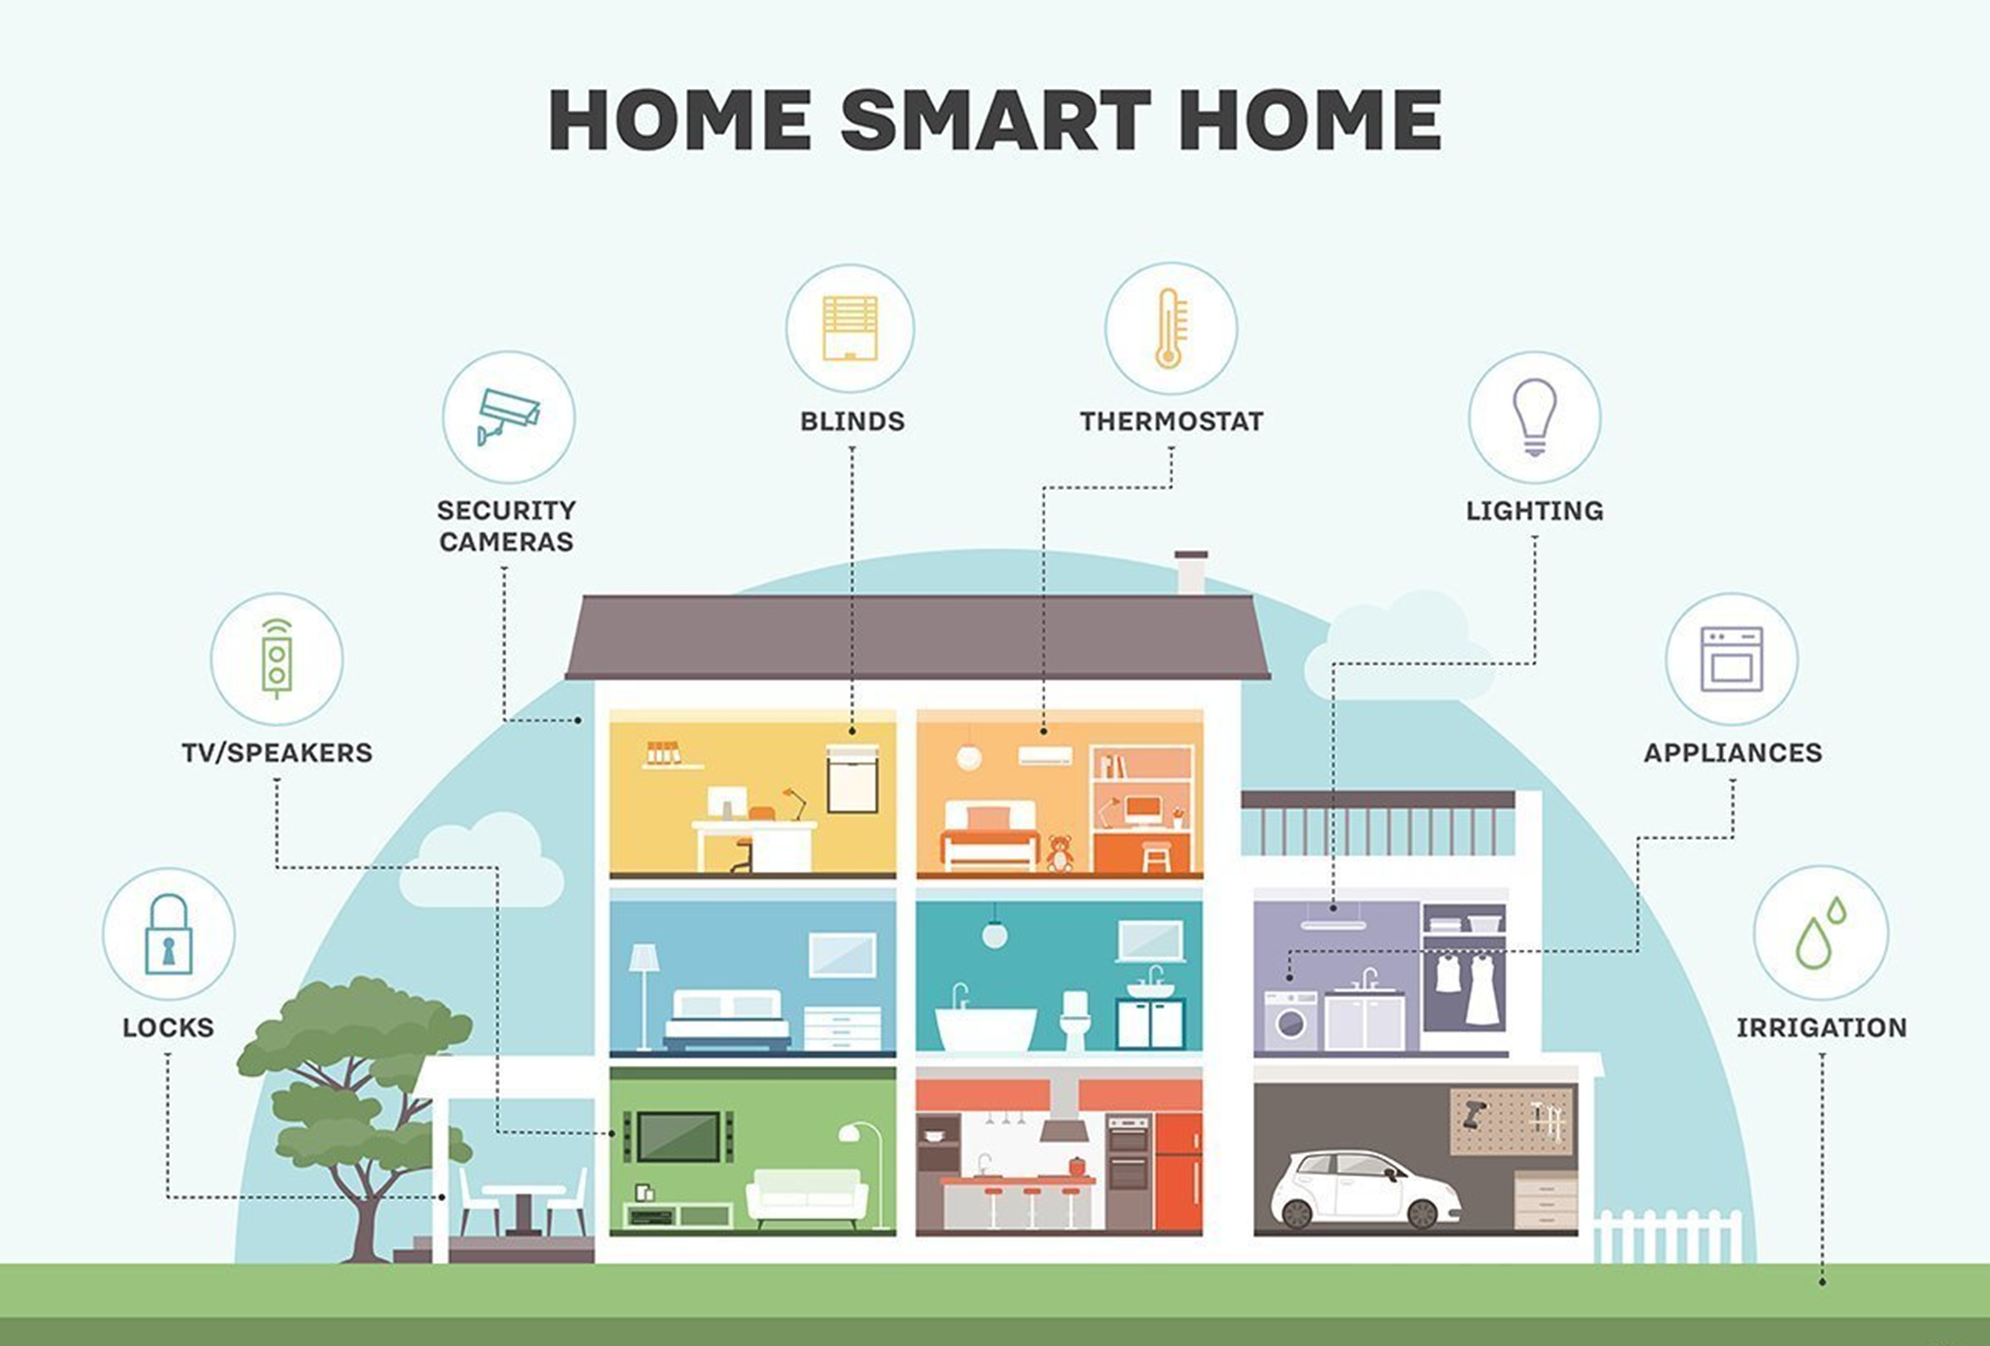 HOME SMART HOME
BLINDS
THERMOSTAT
SECURITY
CAMERAS
LIGHTING
TV/SPEAKERS
APPLIANCES
LOCKS
IRRIGATION